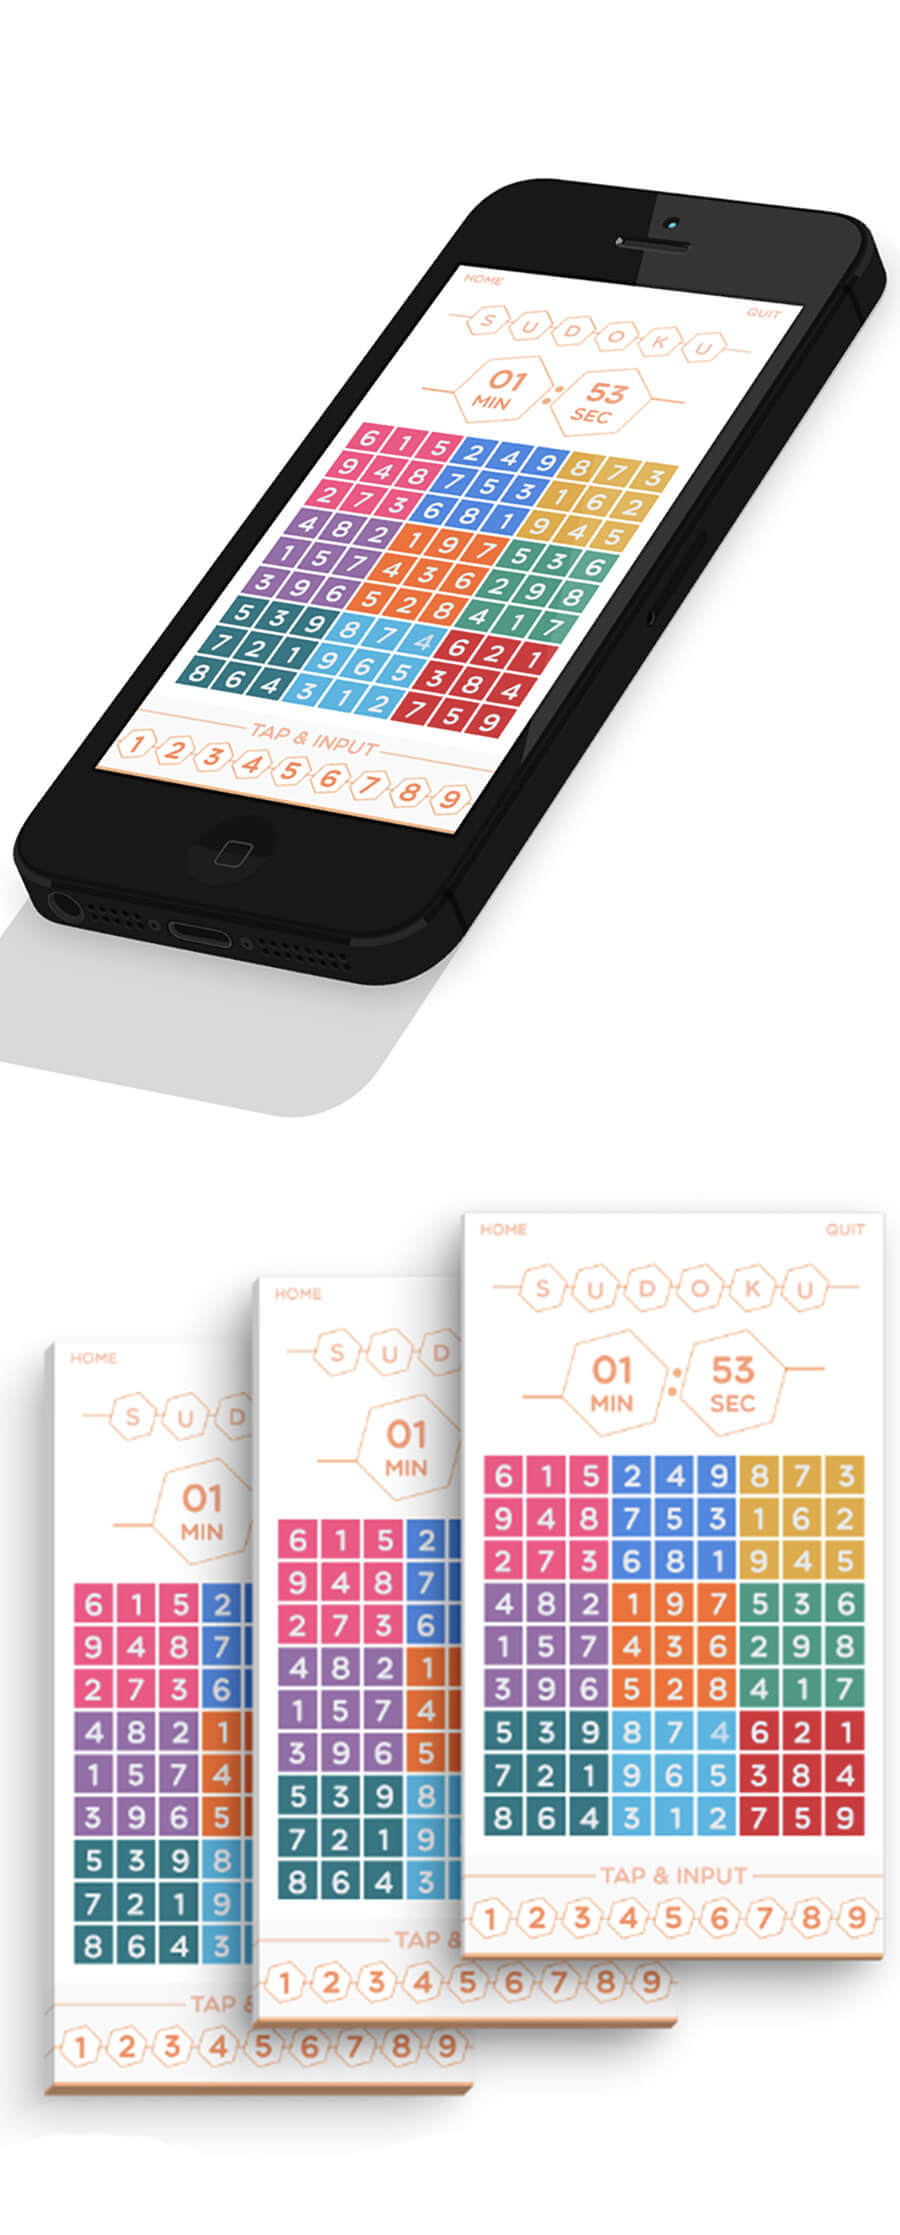 HOME QUIT
SUDOKU
01 : 53
MIN SEC
6 1 5 2 4 9 8 7 3
9 4 8 7 5 3 1 6 2
2 7 3 6 8 1 9 4 5
4 8 2 1 9 7 5 3 6
1 5 7 4 3 6 2 9 8
3 9 6 5 2 8 4 1 7
5 3 9 8 7 4 6 2 1
7 2 1 9 6 5 3 8 4
8 6 4 3 1 2 7 5 9
TAP & INPUT
1 2 3 4 5 6 7 8 9
HOME
SUD
01
MIN
6 1 5 2
9 4 8 7
2 7 3 6
4 8 2 1
1 5 7 4
3 9 6 5
5 3 9 8
7 2 1 9
8 6 4 3
TAP &
1 2 3 4 5 6 7 8 9
HOME
SUD
01
MIN
6 1 5 2
9 4 8 7
2 7 3 6
4 8 2 1
1 5 7 4
3 9 6 5
5 3 9 8
7 2 1 9
8 6 4 3
TAP &
1 2 3 4 5 6 7 8 9
HOME QUIT
SUDOKU
01 : 53
MIN SEC
6 1 5 2 4 9 8 7 3
9 4 8 7 5 3 1 6 2
2 7 3 6 8 1 9 4 5
4 8 2 1 9 7 5 3 6
1 5 7 4 3 6 2 9 8
3 9 6 5 2 8 4 1 7
5 3 9 8 7 4 6 2 1
7 2 1 9 6 5 3 8 4
8 6 4 3 1 2 7 5 9
TAP & INPUT
1 2 3 4 5 6 7 8 9